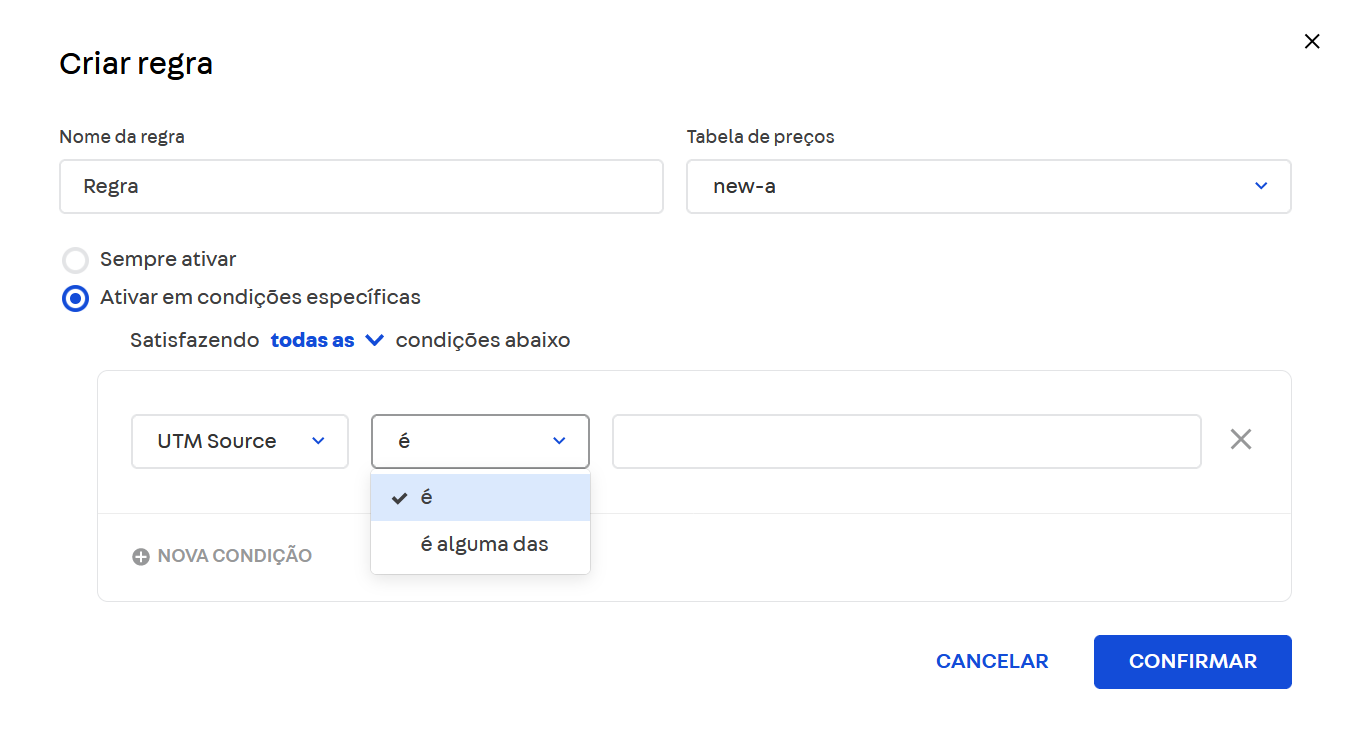 Criar regra
Nome da regra
Tabela de preços
Regra
new-a
Sempre ativar
Ativar em condições específicas
Satisfazendo todas as condições abaixo
UTM Source
é
é
é alguma das
NOVA CONDIÇÃO
CANCELAR
CONFIRMAR